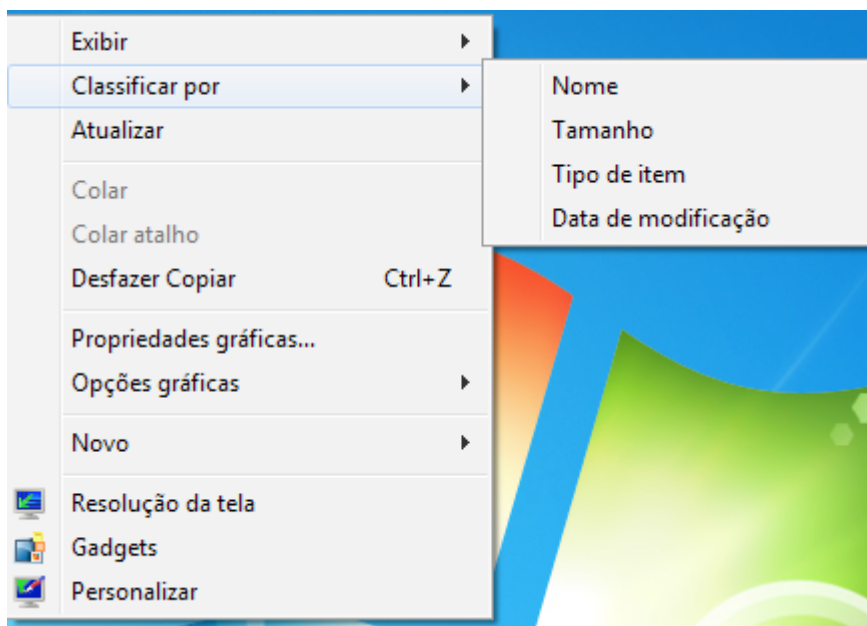 Exibir
Classificar por
Atualizar
Colar
Colar atalho
Desfazer Copiar Ctrl+Z
Propriedades gráficas...
Opções gráficas
Novo
Resolução da tela
Gadgets
Personalizar
Nome
Tamanho
Tipo de item
Data de modificação